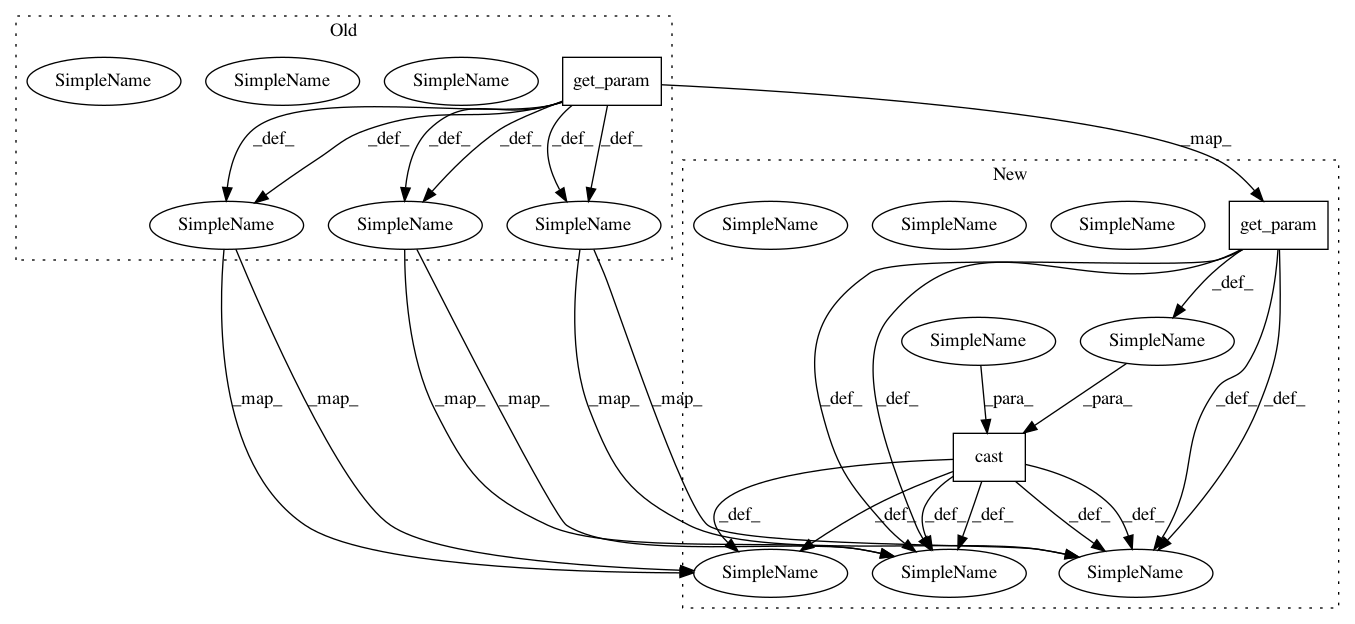 Old
SimpleName SimpleName SimpleName get_param
_def_ _def_ _def_ _def_ _def_ _def_ _map_
New
SimpleName SimpleName SimpleName
SimpleName SimpleName SimpleName get_param
_def_
SimpleName SimpleName
_map_ _map_ _map_ _map_ _map_ _map_ _def_ _def_ _para_ _para_ _def_ _def_
cast
_def_ _def_ _def_ _def_ _def_ _def_
SimpleName SimpleName SimpleName